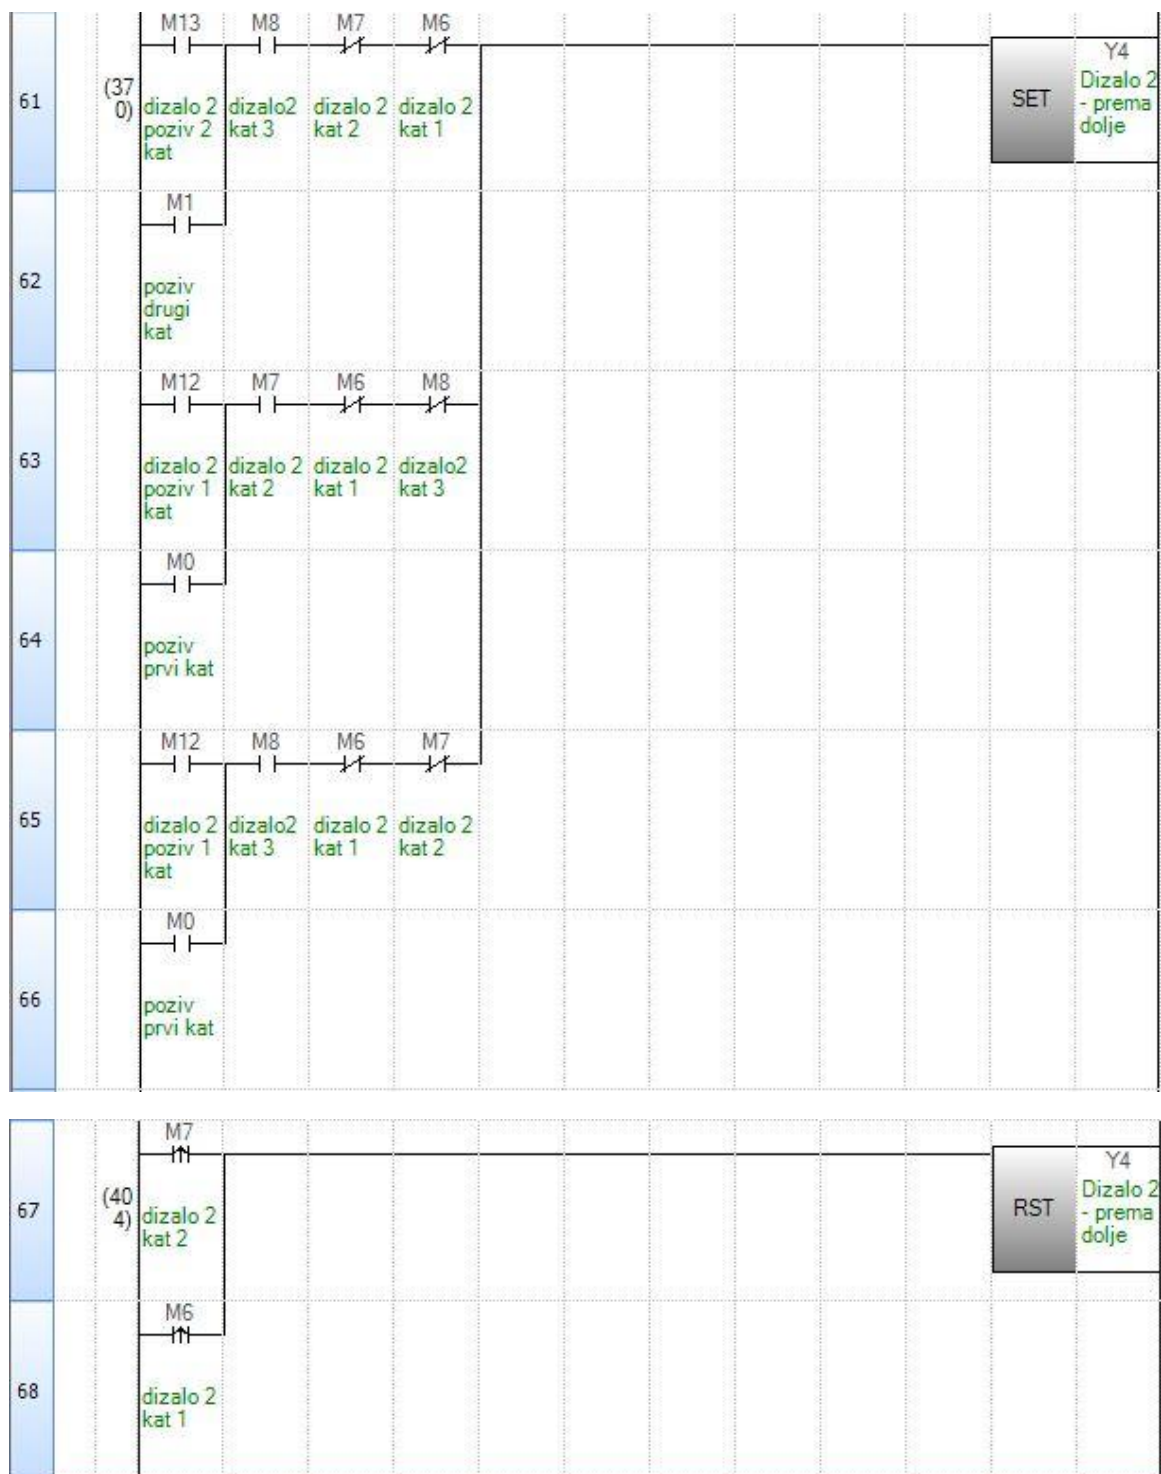 M13 M8 M7 M6
61
(37
0)
dizalo 2
poziv 2
kat
dizalo2
kat 3
dizalo 2
kat 2
dizalo 2
kat 1
SET
Y4
Dizalo 2
- prema
dolje
M1
62
poziv
drugi
kat
M12 M7 M6 M8
63
dizalo 2
poziv 1
kat
dizalo 2
kat 2
dizalo 2
kat 1
dizalo2
kat 3
M0
64
poziv
prvi kat
M12 M8 M6 M7
65
dizalo 2
poziv 1
kat
dizalo2
kat 3
dizalo 2
kat 1
dizalo 2
kat 2
M0
66
poziv
prvi kat
M7
67
(40
4)
dizalo 2
kat 2
RST
Y4
Dizalo 2
- prema
dolje
M6
68
dizalo 2
kat 1